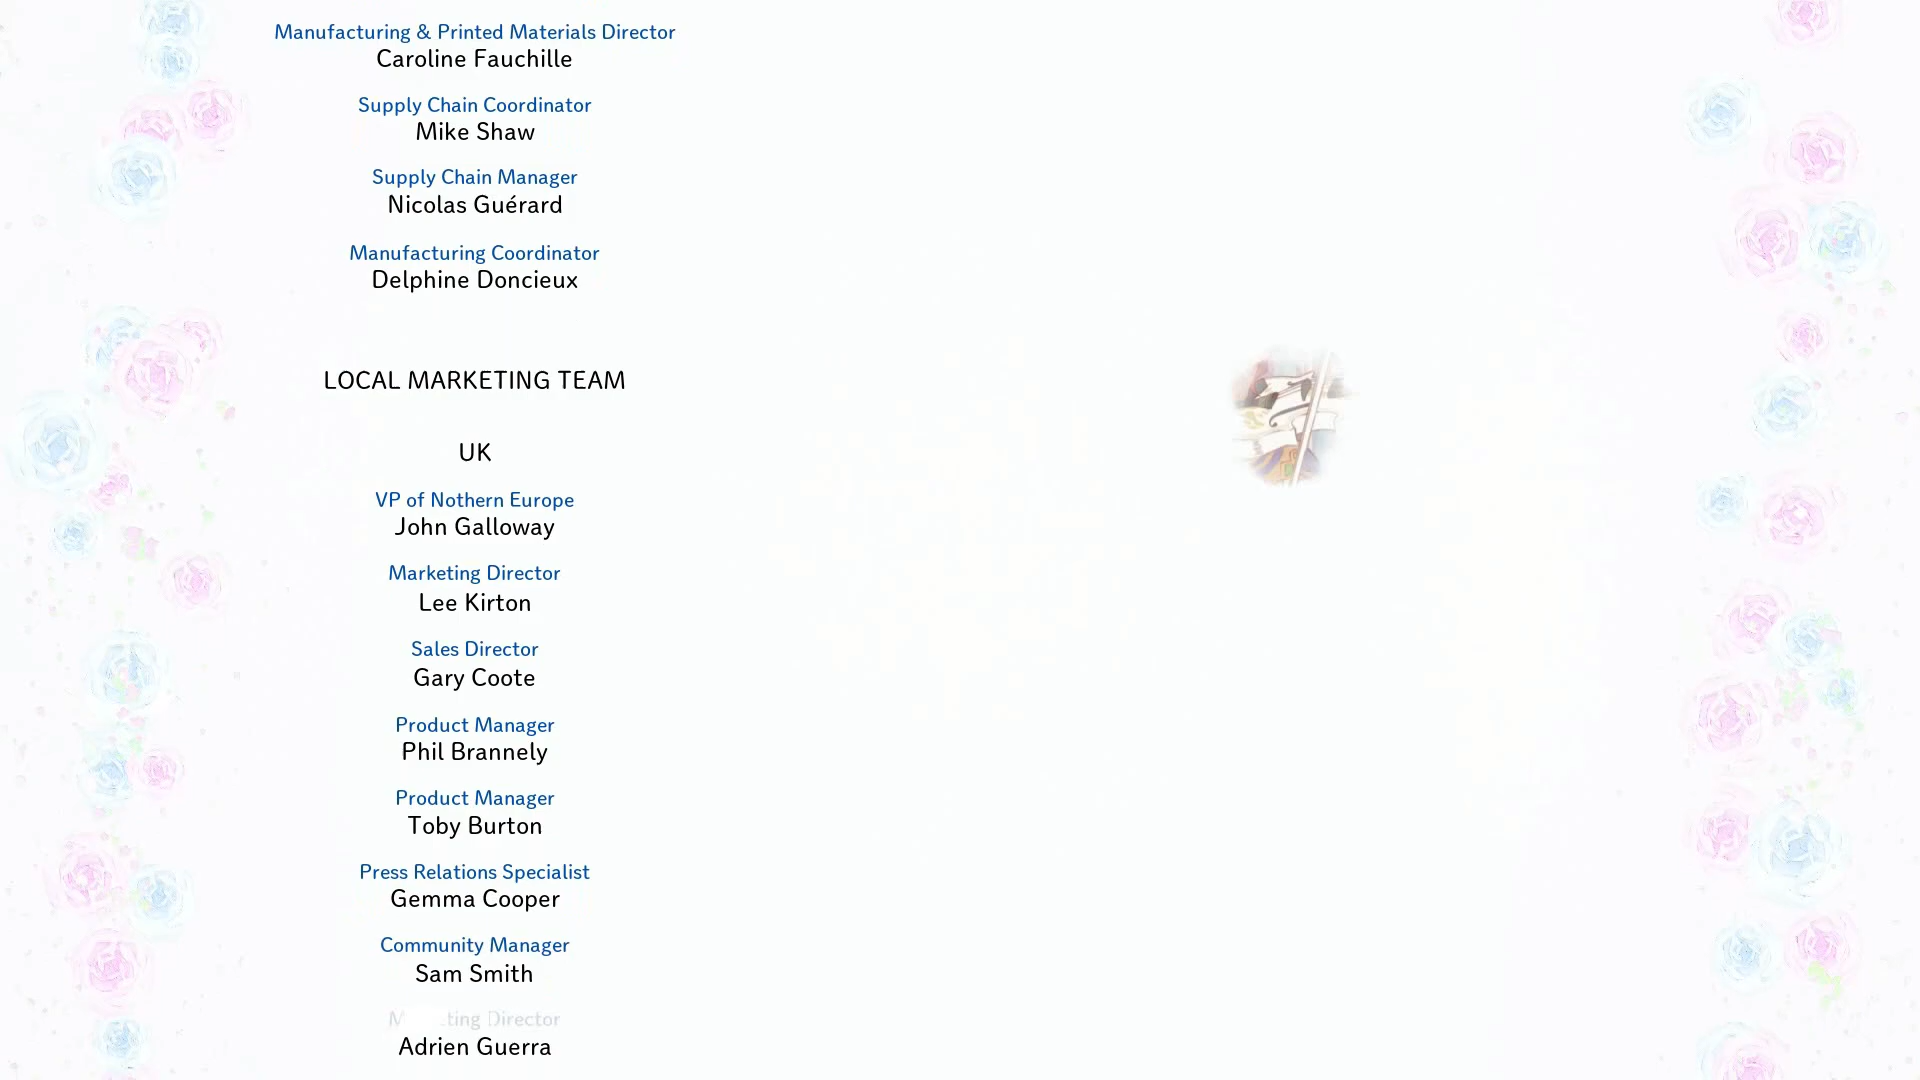 Manufacturing & Printed Materials Director
Caroline Fauchille
Supply Chain Coordinator
Mike Shaw
Supply Chain Manager
Nicolas Guérard
Manufacturing Coordinator
Delphine Doncieux
LOCAL MARKETING TEAM
UK
VP of Nothern Europe
John Galloway
Marketing Director
Lee Kirton
Sales Director
Gary Coote
Product Manager
Phil Brannely
Product Manager
Toby Burton
Press Relations Specialist
Gemma Cooper
Community Manager
Sam Smith
Director
Adrien Guerra